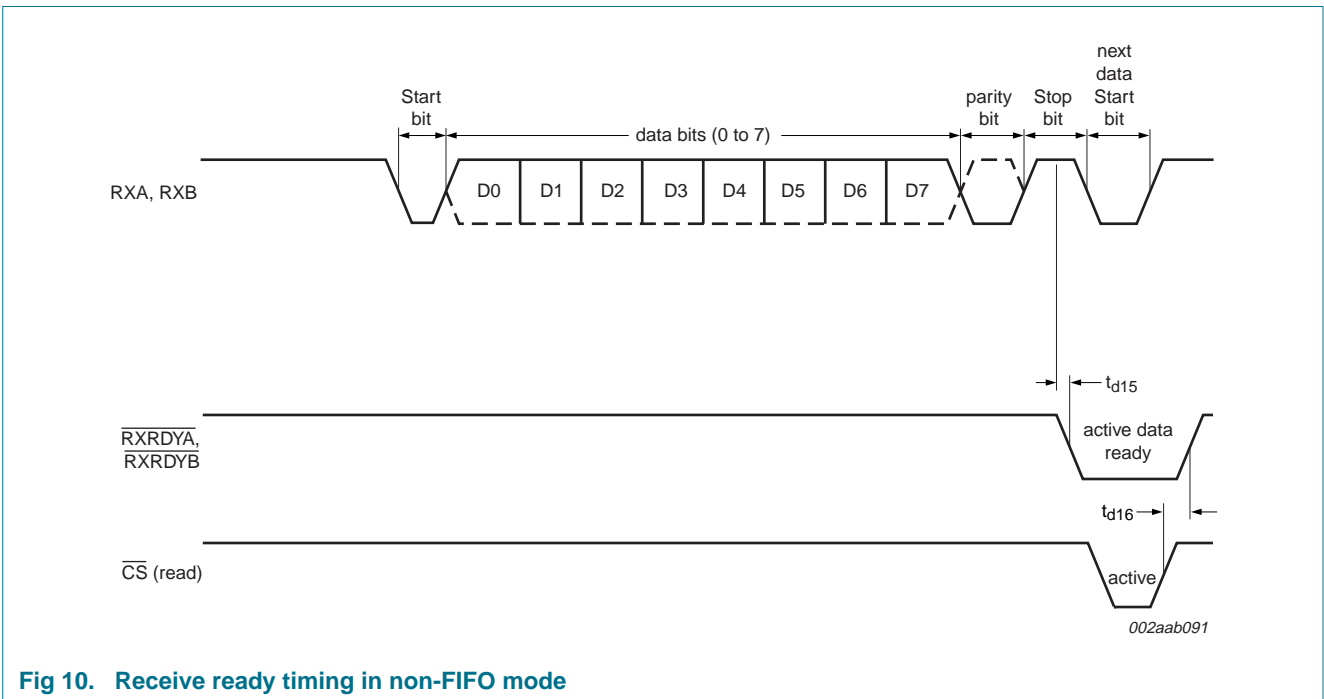 next
data
Start
bit
Start
bit
parity
bit
Stop
bit
data bits (0 to 7)
RXA, RXB
D0 D1 D2 D3 D4 D5 D6 D7
td15
RXRDYA,
RXRDYB
active data
ready
td16
CS (read)
active
002aab091
Fig 10. Receive ready timing in non-FIFO mode